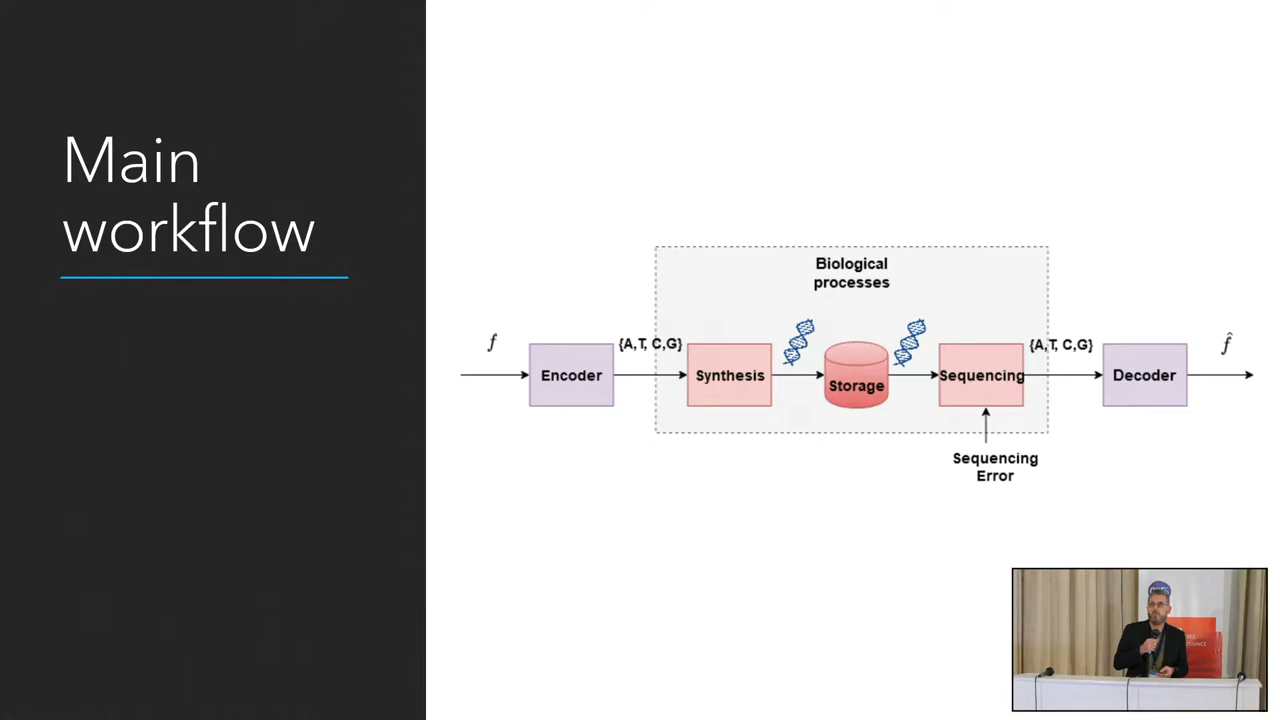 Main
workflow
Biological
processes
f
{A,T, C,G}
{A,T, C,G}
f̂
Encoder
Synthesis
Storage
Sequencing
Decoder
Sequencing
Error